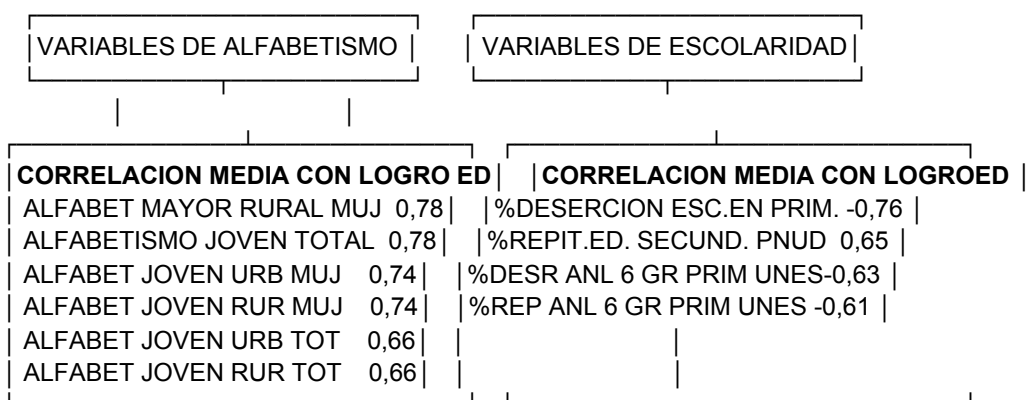 VARIABLES DE ALFABETISMO VARIABLES DE ESCOLARIDAD
CORRELACION MEDIA CON LOGRO ED CORRELACION MEDIA CON LOGROED
ALFABET MAYOR RURAL MUJ 0,78 %DESERCION ESC.EN PRIM. -0,76
ALFABETISMO JOVEN TOTAL 0,78 %REPIT.ED. SECUND. PNUD 0,65
ALFABET JOVEN URB MUJ 0,74 %DESR ANL 6 GR PRIM UNES-0,63
ALFABET JOVEN RUR MUJ 0,74 %REP ANL 6 GR PRIM UNES -0,61
ALFABET JOVEN URB TOT 0,66
ALFABET JOVEN RUR TOT 0,66